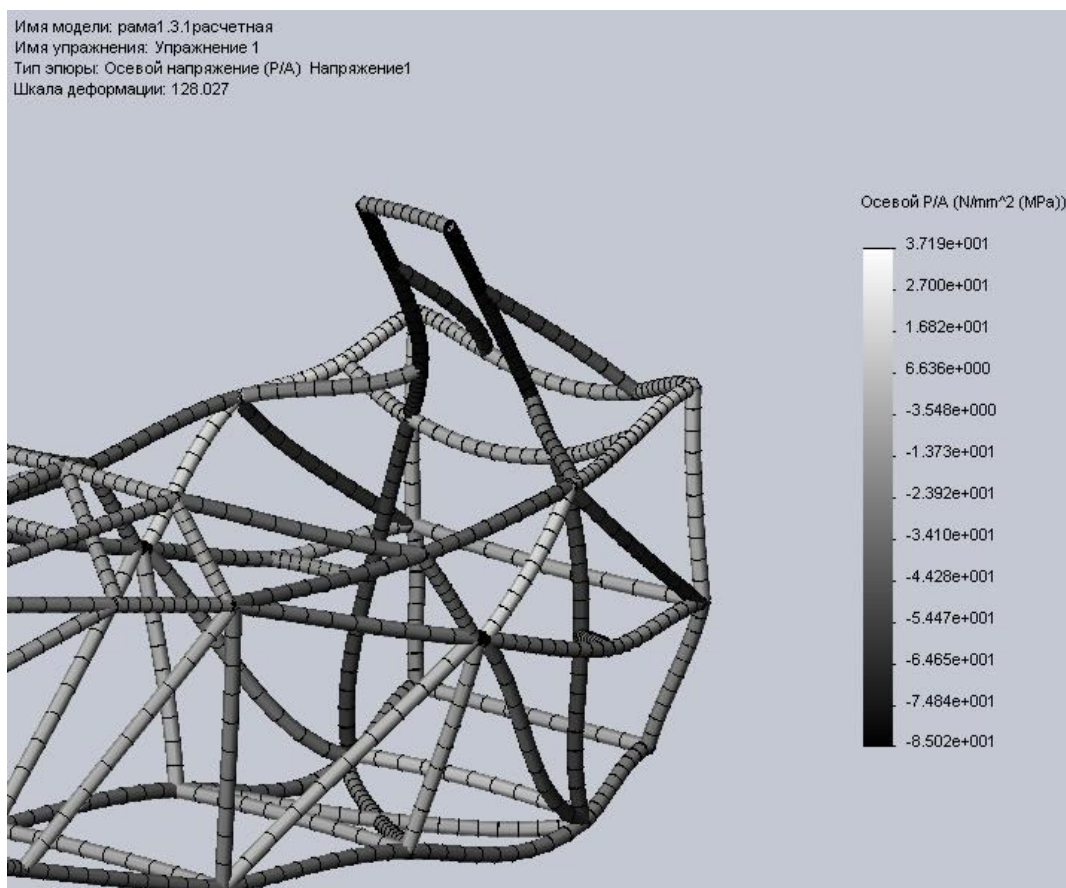 Имя модели: рама1.3.1расчетная
Имя упражнения: Упражнение 1
Тип эпюры: Осевой напряжение (P/A) Напряжение1
Шкала деформации: 128.027
Осевой P/A (N/mm^2 (MPa))
3.719e+001
2.700e+001
1.682e+001
6.636e+000
-3.548e+000
-1.373e+001
-2.392e+001
-3.410e+001
-4.428e+001
-5.447e+001
-6.465e+001
-7.484e+001
-8.502e+001